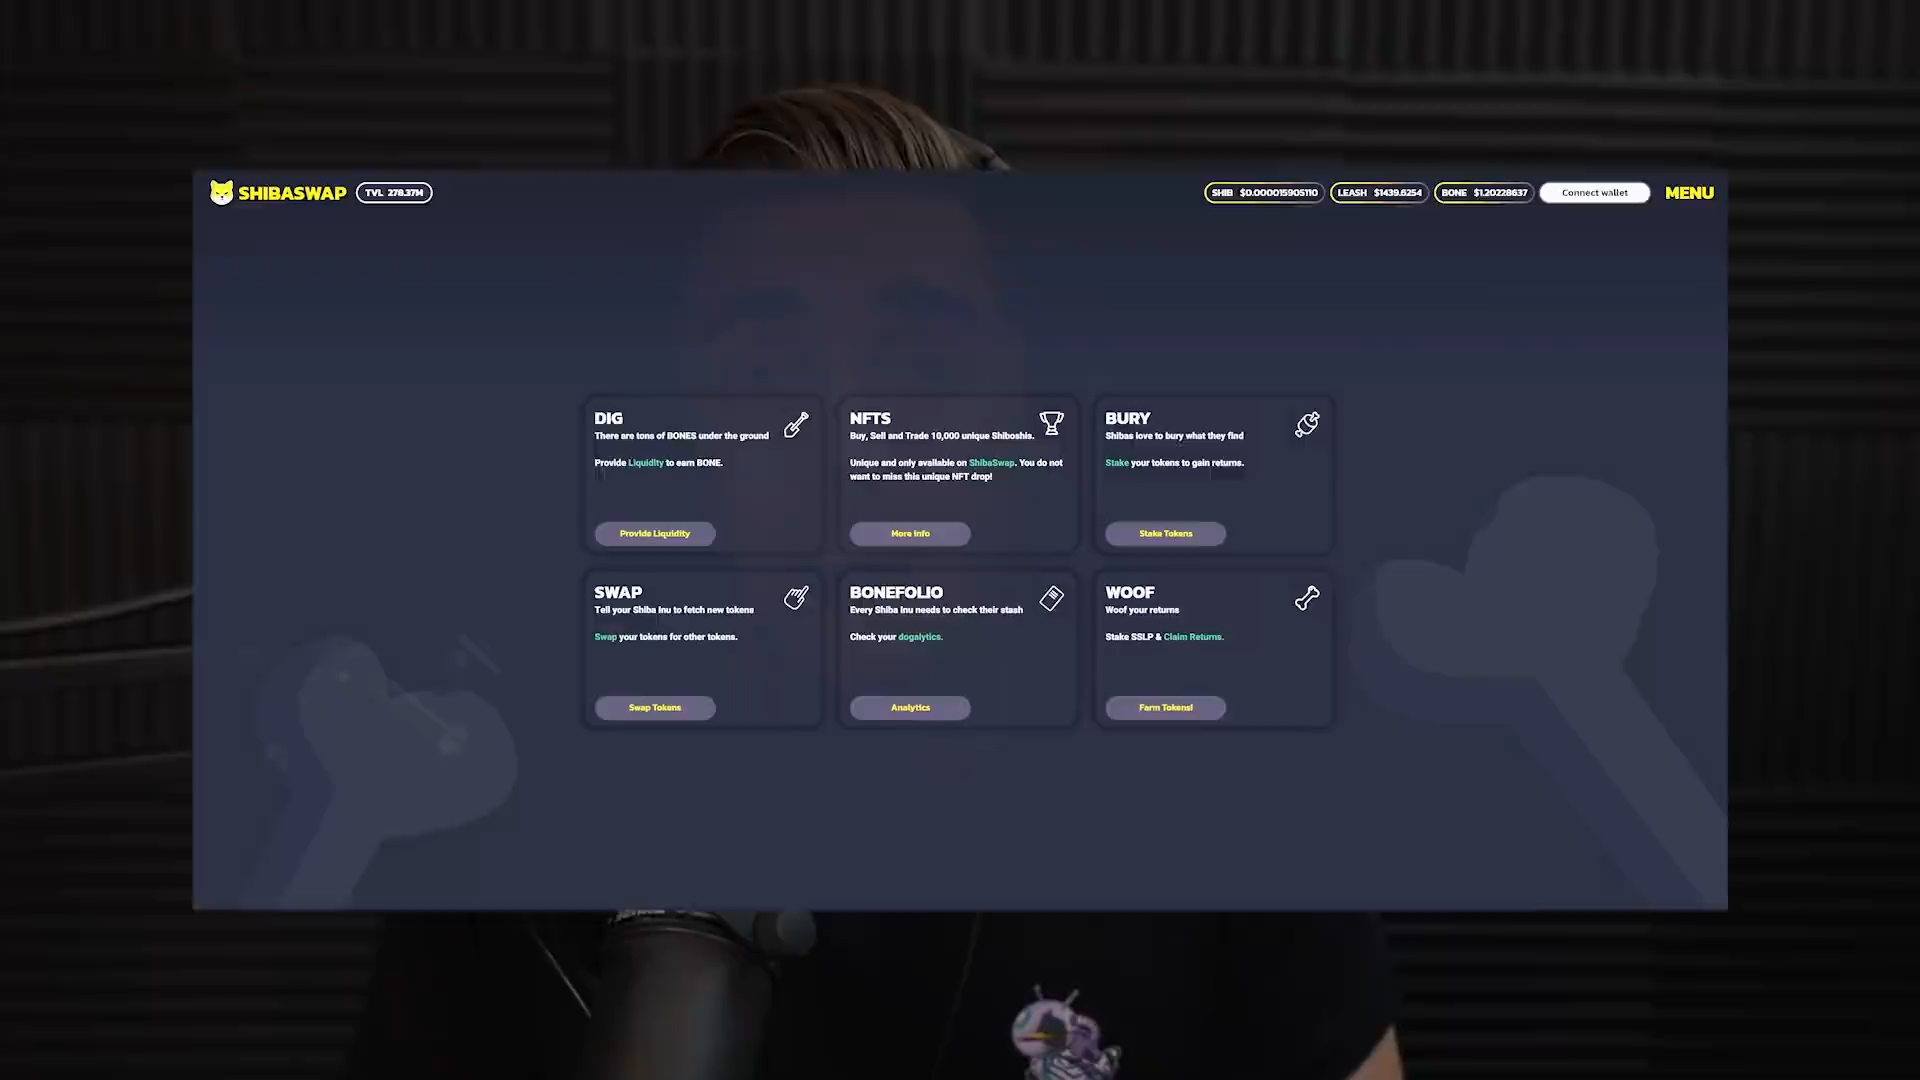 SHIBASWAP
TVL 278.37M
SHIB $0.000015905110
LEASH $1439.6254
BONE $1.20228637
Connect wallet
MENU
DIG
There are tons of BONES under the ground
Provide Liquidity to earn BONE.
Provide Liquidity
NFTS
Buy, Sell and Trade 10,000 unique Shiboshis.
Unique and only available on ShibaSwap. You do not
want to miss this unique NFT drop!
More Info
BURY
Shibas love to bury what they find
Stake your tokens to gain returns.
Stake Tokens
SWAP
Tell your Shiba Inu to fetch new tokens
Swap your tokens for other tokens.
Swap Tokens
BONEFOLIO
Every Shiba Inu needs to check their stash
Check your dogalytics.
Analytics
WOOF
Woof your returns
Stake SSLP & Claim Returns.
Farm Tokens!